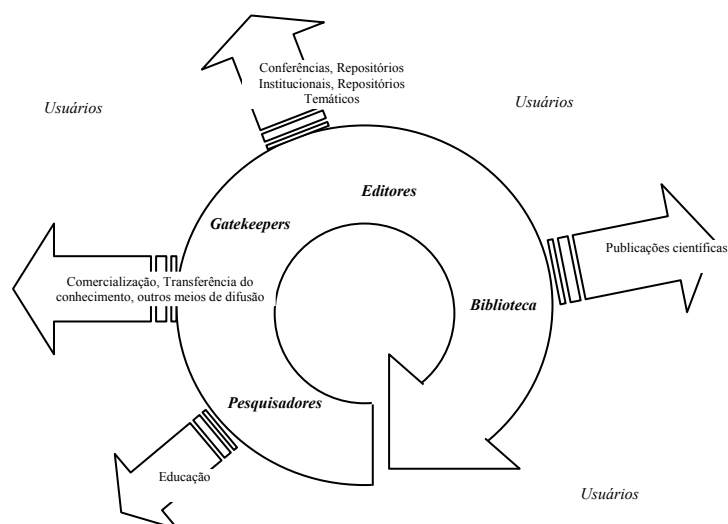 Conferências, Repositórios
Institucionais, Repositórios
Temáticos
Usuários
Usuários
Editores
Gatekeepers
Publicações científicas
Comercialização, Transferência do
conhecimento, outros meios de difusão
Biblioteca
Pesquisadores
Educação
Usuários